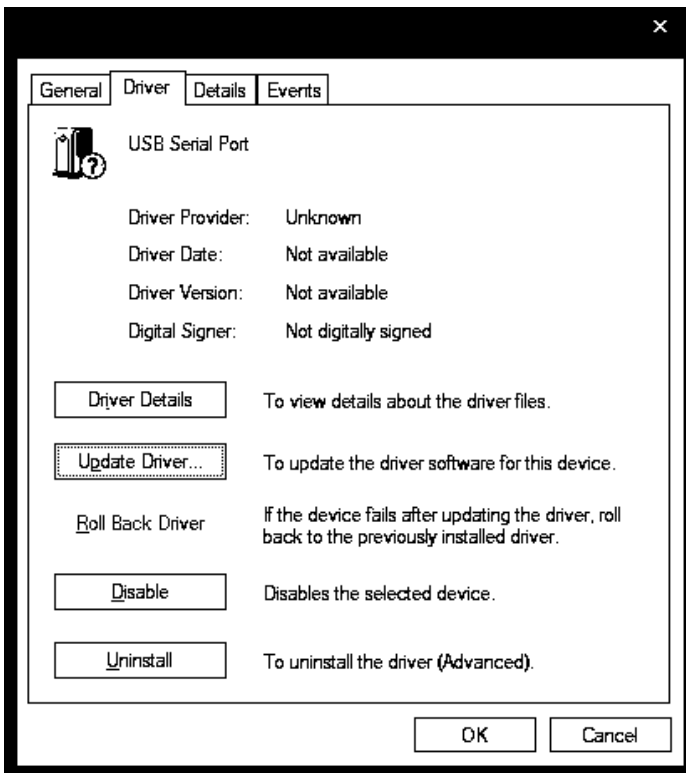 General Driver Details Events
USB Serial Port
Driver Provider: Unknown
Driver Date: Not available
Driver Version: Not available
Digital Signer: Not digitally signed
Driver Details To view details about the driver files.
Update Driver... To update the driver software for this device.
Roll Back Driver If the device fails after updating the driver, roll
back to the previously installed driver.
Disable Disables the selected device.
Uninstall To uninstall the driver (Advanced).
OK Cancel